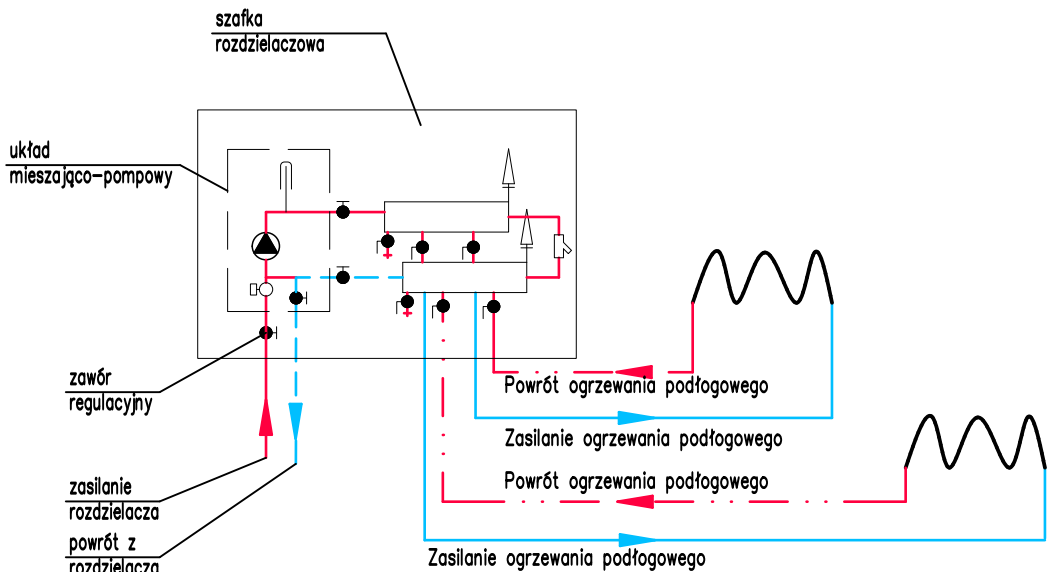 szafka
rozdzielaczowa
układ
mieszająco-pompowy
zawór
regulacyjny
Powrót ogrzewania podłogowego
Zasilanie ogrzewania podłogowego
Powrót ogrzewania podłogowego
zasilanie
rozdzielacza
powrót z
rozdzielacza
Zasilanie ogrzewania podłogowego